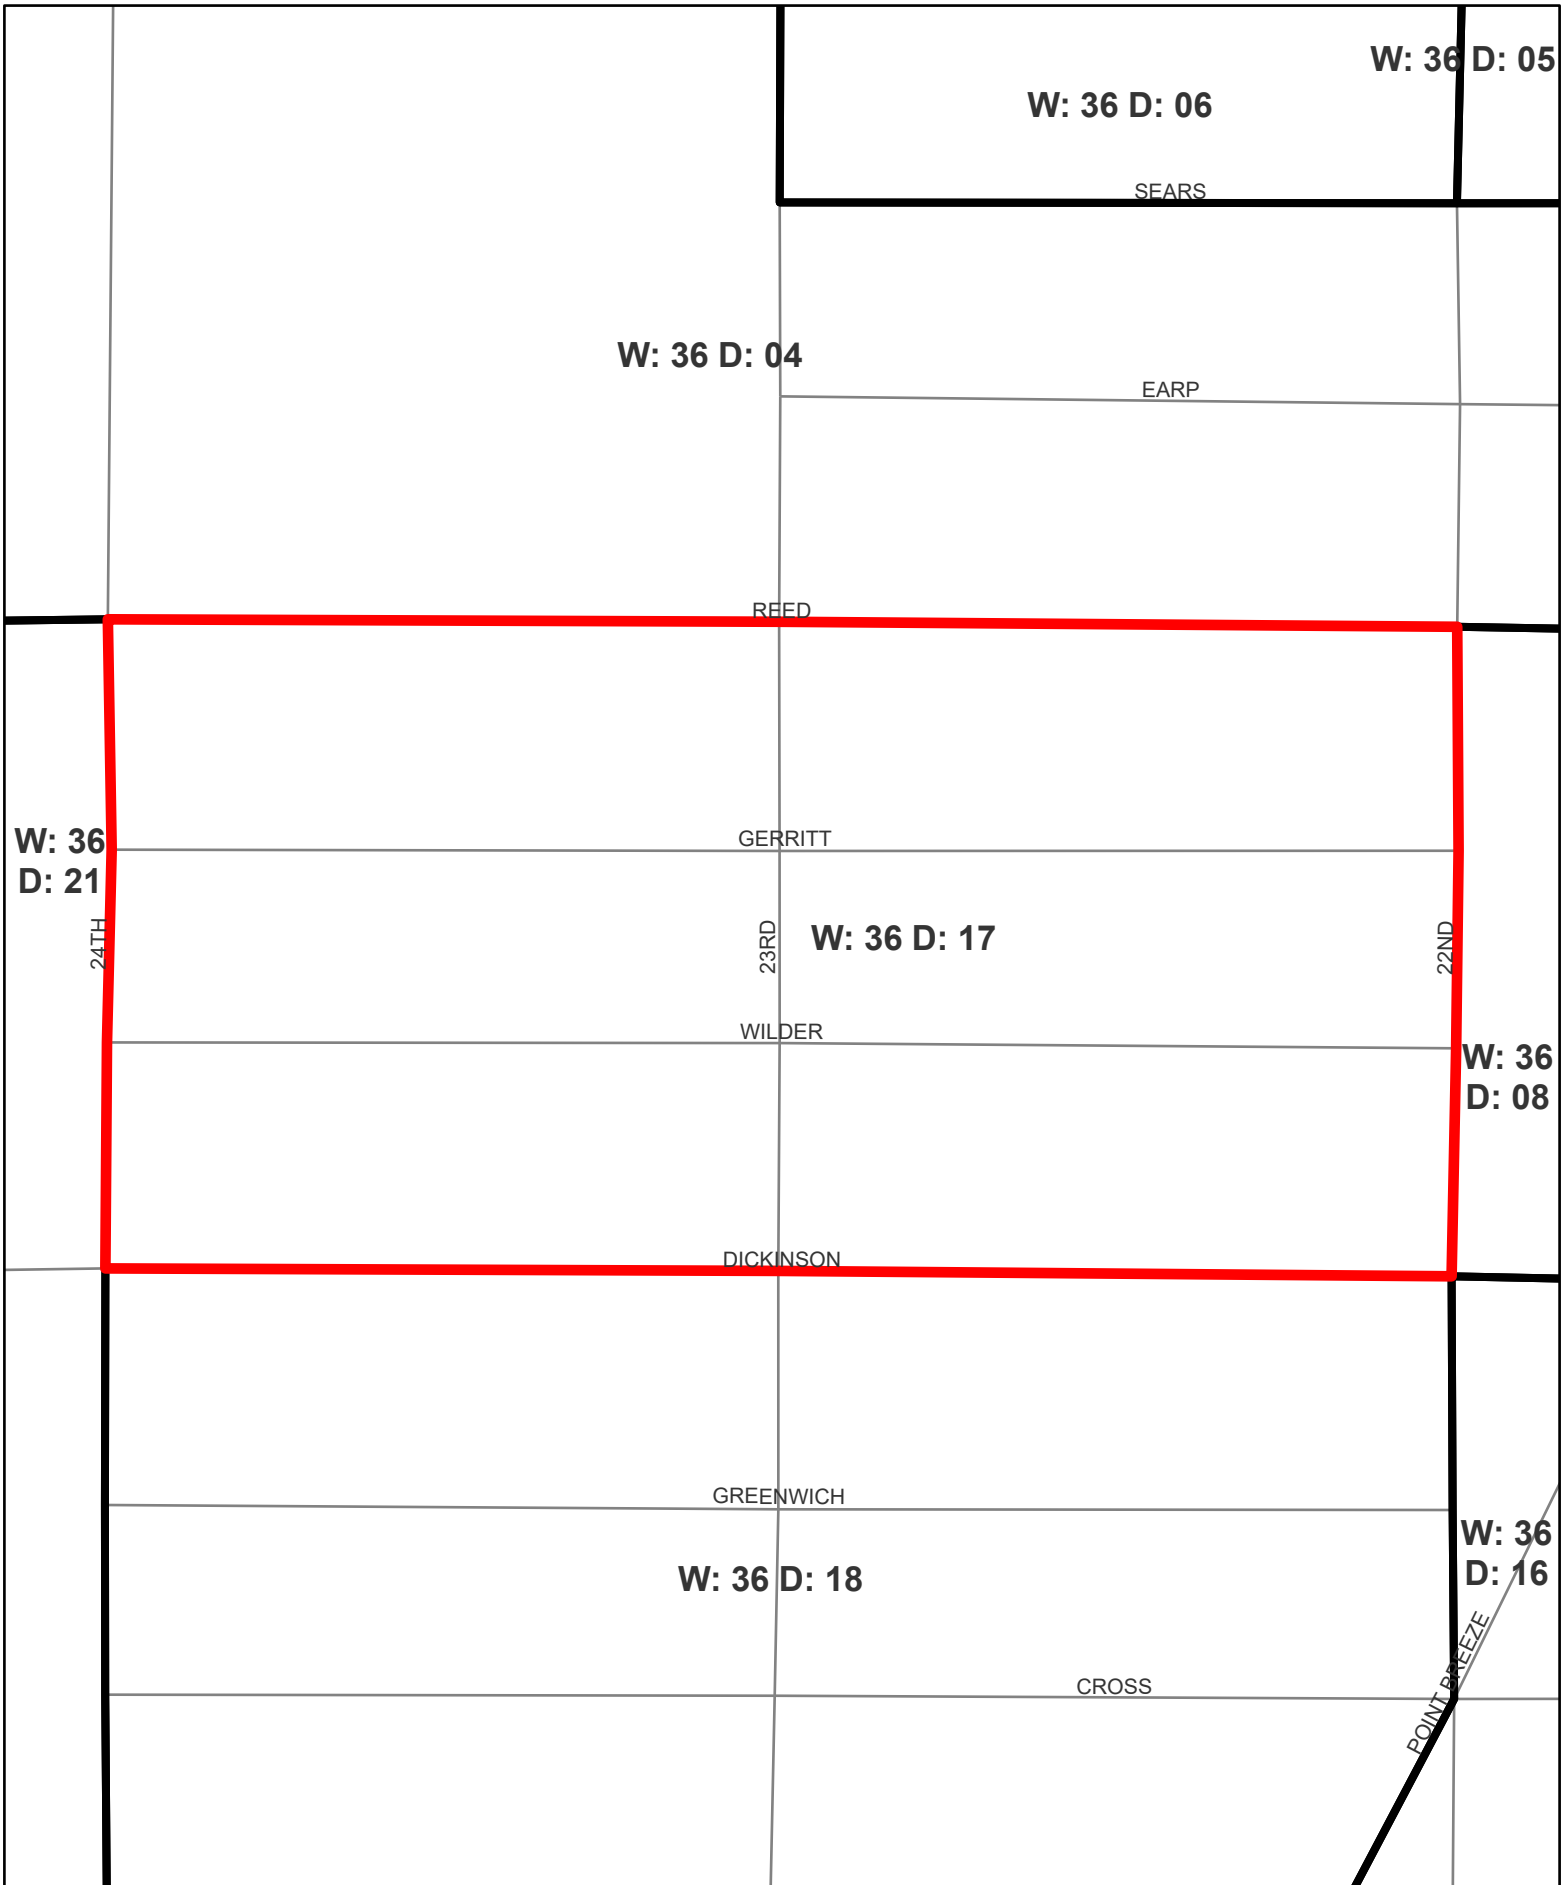 W: 36 D: 05
W: 36 D: 06
SEARS
W: 36 D: 04
EARP
REED
GERRITT
W: 36
D: 21
24TH
23RD
W: 36 D: 17
22ND
WILDER
W: 36
D: 08
DICKINSON
GREENWICH
W: 36
D: 16
W: 36 D: 18
POINT BREEZE
CROSS